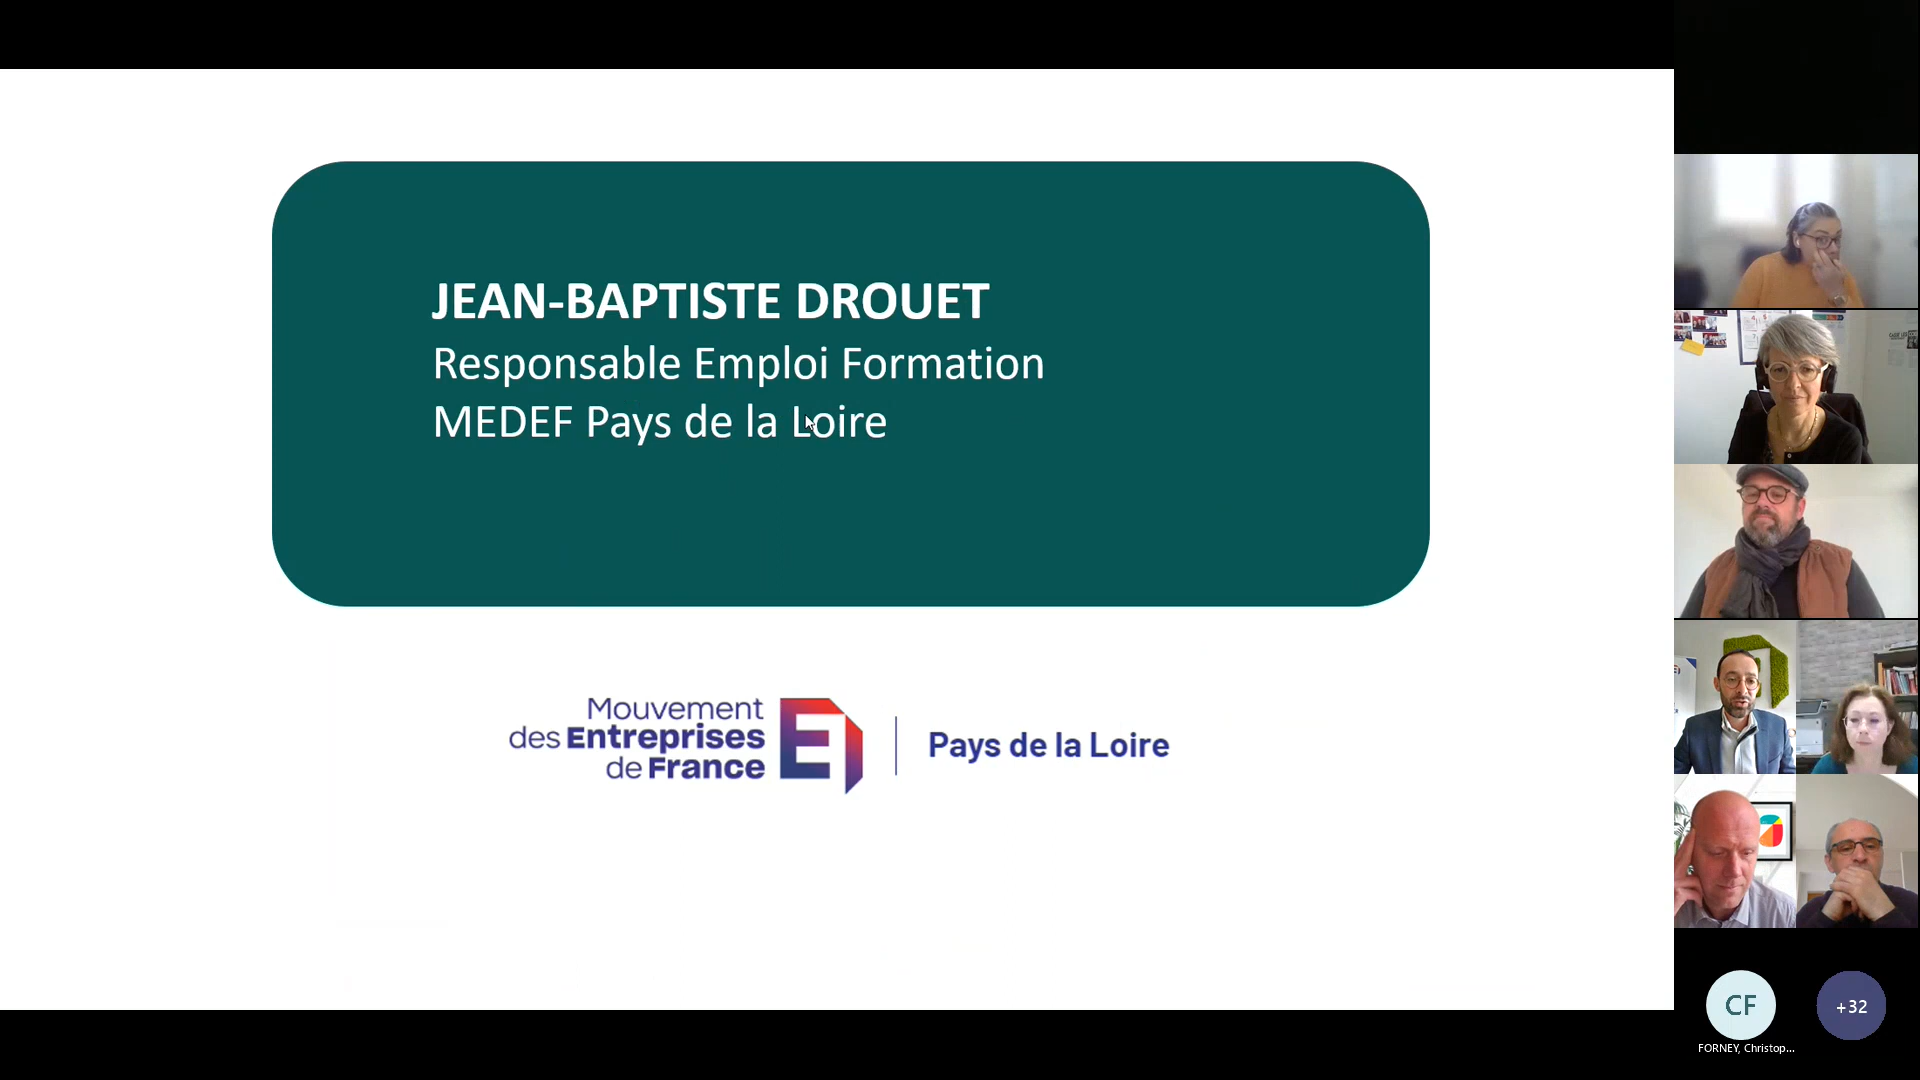 JEAN-BAPTISTE DROUET
Responsable Emploi Formation
MEDEF Pays de la Loire
Mouvement
des Entreprises
de France
Pays de la Loire
CF
+32
FORNEY, Christop...